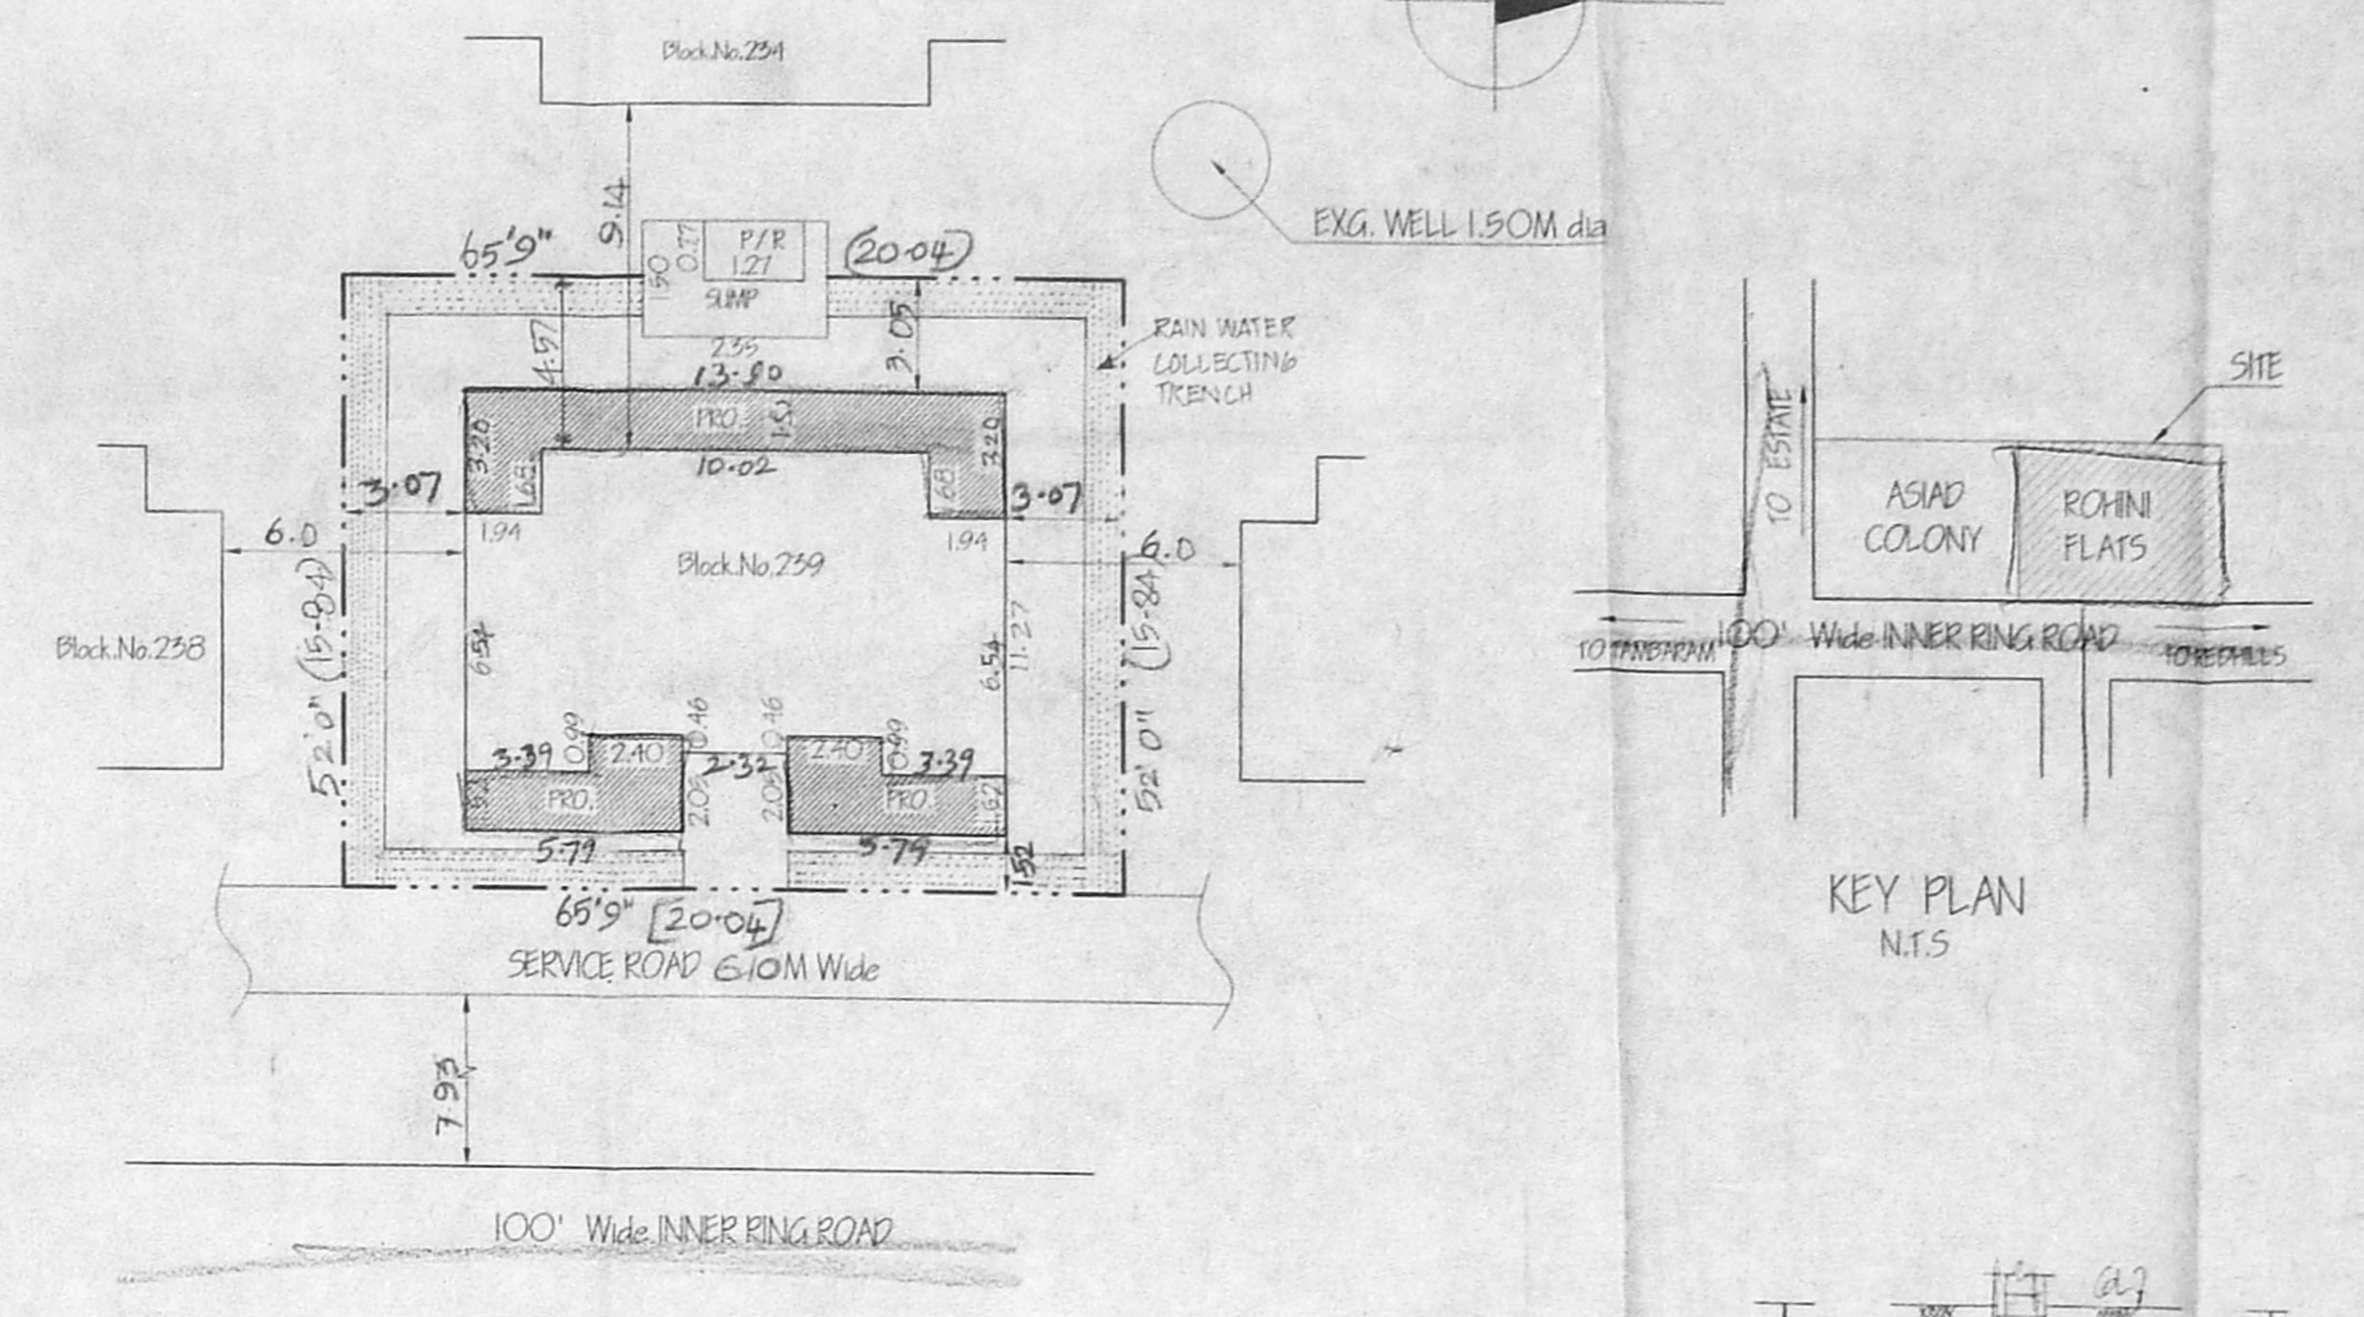 Block.No.234
9.14
65'9"
(20.04)
1.50
0.77
P/R
1.27
SUMP
2.35
4.57
3.05
13.90
EXG. WELL 1.50M dia
RAIN WATER
COLLECTING
TRENCH
PRO.
10.02
3.20
1.68
1.94
3.20
1.68
1.94
3.07
3.07
6.0
6.0
52'0" (15.84)
52'0" (15.84)
Block.No.238
Block.No.239
6.54
6.54
11.27
3.39
0.99
2.40
0.46
2.32
0.46
2.40
0.99
3.39
PRO.
2.05
2.05
PRO.
1.62
5.79
5.79
1.52
65'9" [20.04]
SERVICE ROAD 6.10M Wide
7.93
100' Wide INNER RING ROAD
SITE
TO ESTATE
ASIAD
COLONY
ROHINI
FLATS
TO TAMBARAM
100' Wide INNER RING ROAD
TO REDHILLS
KEY PLAN
N.T.S